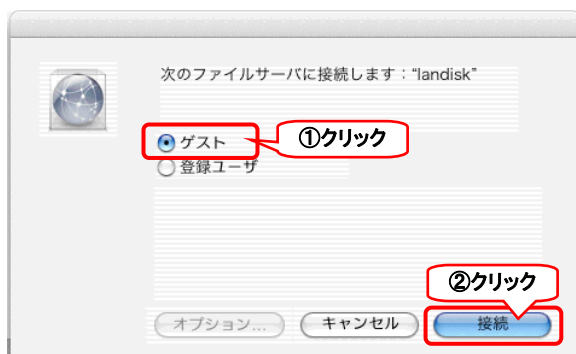 次のファイルサーバに接続します："landisk"
ゲスト
①クリック
登録ユーザ
②クリック
オプション... キャンセル 接続